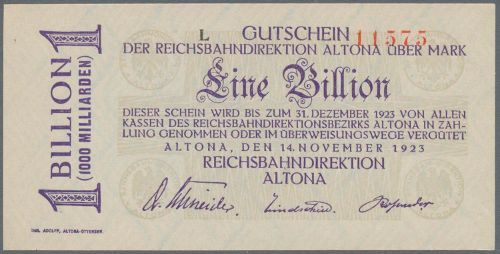 L GUTSCHEIN 11575
DER REICHSBAHNDIREKTION ALTONA ÜBER MARK
Eine Billion
DIESER SCHEIN WIRD BIS ZUM 31. DEZEMBER 1923 VON ALLEN
KASSEN DES REICHSBAHNDIREKTIONSBEZIRKS ALTONA IN ZAH-
LUNG GENOMMEN ODER IM ÜBERWEISUNGSWEGE VERGÜTET
ALTONA, DEN 14. NOVEMBER 1923
REICHSBAHNDIREKTION
ALTONA
1 BILLION 1
(1000 MILLIARDEN)